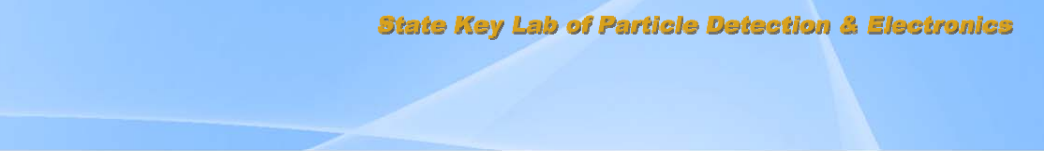 State Key Lab of Particle Detection & Electronics